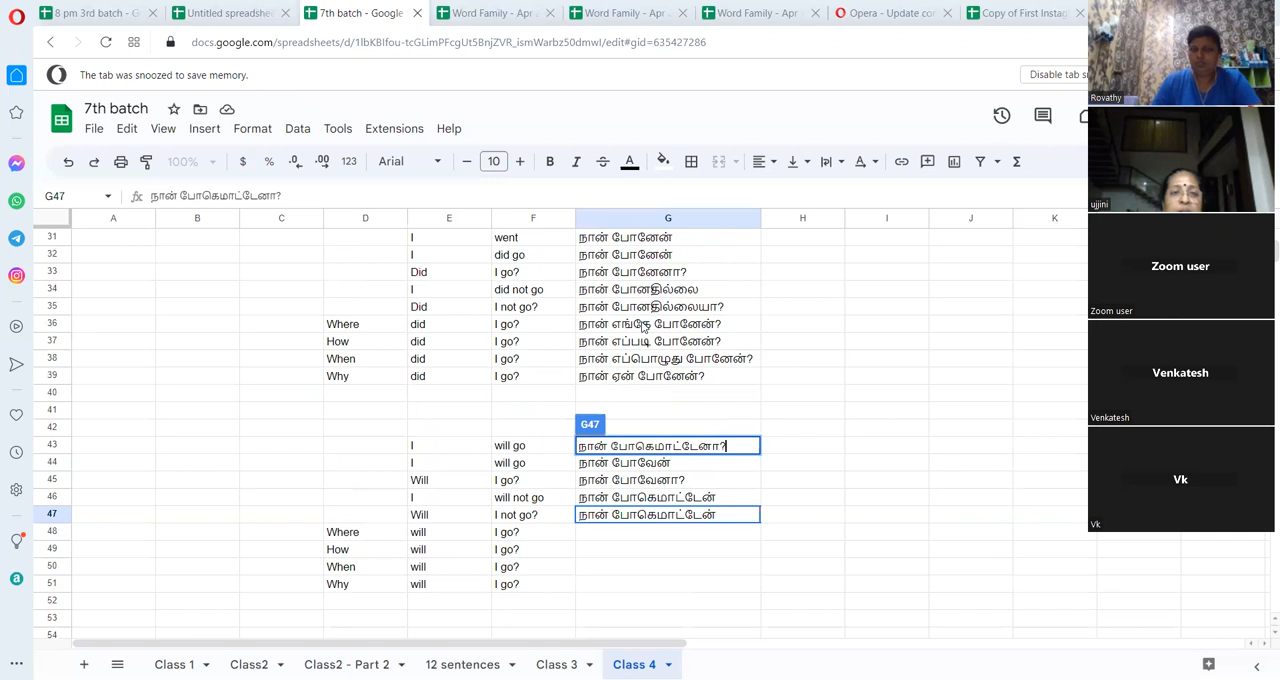 8 pm 3rd batch - G
Untitled spreadshee
7th batch - Google
Word Family - Apr 2
Word Family - Apr
Word Family - Apr
Opera - Update co
Copy of First Insta
docs.google.com/spreadsheets/d/1lbKBIfou-tcGLimPFcgUt5BnjZVR_ismWarbz50dmwI/edit#gid=635427286
The tab was snoozed to save memory.
Disable tab s
7th batch
File Edit View Insert Format Data Tools Extensions Help
100% $ % .0 .00 123 Arial 10 B I A
G47 fx நான் போகெமாட்டேனா?
A B C D E F G H I J K
31 I went நான் போனேன்
32 I did go நான் போனேன்
33 Did I go? நான் போனேனா?
34 I did not go நான் போனதில்லை
35 Did I not go? நான் போனதில்லையா?
36 Where did I go? நான் எங்கே போனேன்?
37 How did I go? நான் எப்படி போனேன்?
38 When did I go? நான் எப்பொழுது போனேன்?
39 Why did I go? நான் ஏன் போனேன்?
40
41
42 G47
43 I will go நான் போகெமாட்டேனா?
44 I will go நான் போவேன்
45 Will I go? நான் போவேனா?
46 I will not go நான் போகெமாட்டேன்
47 Will I not go? நான் போகெமாட்டேன்
48 Where will I go?
49 How will I go?
50 When will I go?
51 Why will I go?
52
53
54
Class 1 Class2 Class2 - Part 2 12 sentences Class 3 Class 4
Rovathy
ujjini
Zoom user
Zoom user
Venkatesh
Venkatesh
Vk
Vk